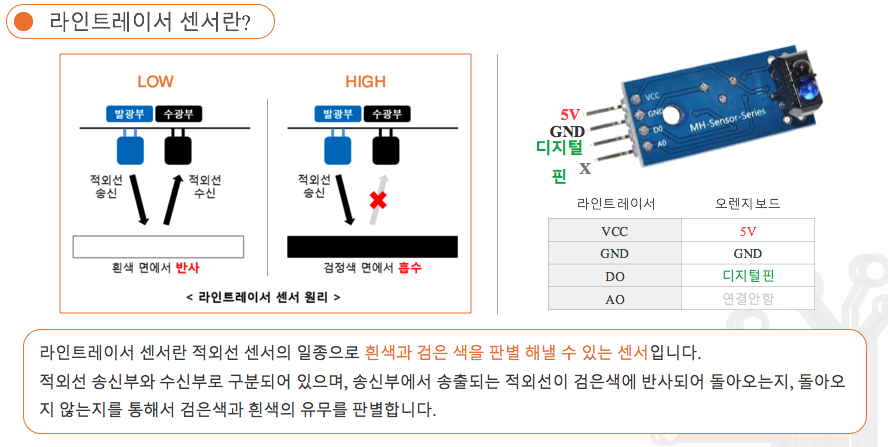 라인트레이서 센서란?
LOW
HIGH
발광부 수광부
발광부 수광부
적외선
송신
적외선
수신
적외선
송신
흰색 면에서 반사
검정색 면에서 흡수
< 라인트레이서 센서 원리 >
5V
GND
디지털
핀
X
VCC
GND
D0
A0
MH-Sensor-Series
라인트레이서 오렌지보드
VCC 5V
GND GND
DO 디지털핀
AO 연결안함
라인트레이서 센서란 적외선 센서의 일종으로 흰색과 검은 색을 판별 해낼 수 있는 센서입니다.
적외선 송신부와 수신부로 구분되어 있으며, 송신부에서 송출되는 적외선이 검은색에 반사되어 돌아오는지, 돌아오
지 않는지를 통해서 검은색과 흰색의 유무를 판별합니다.